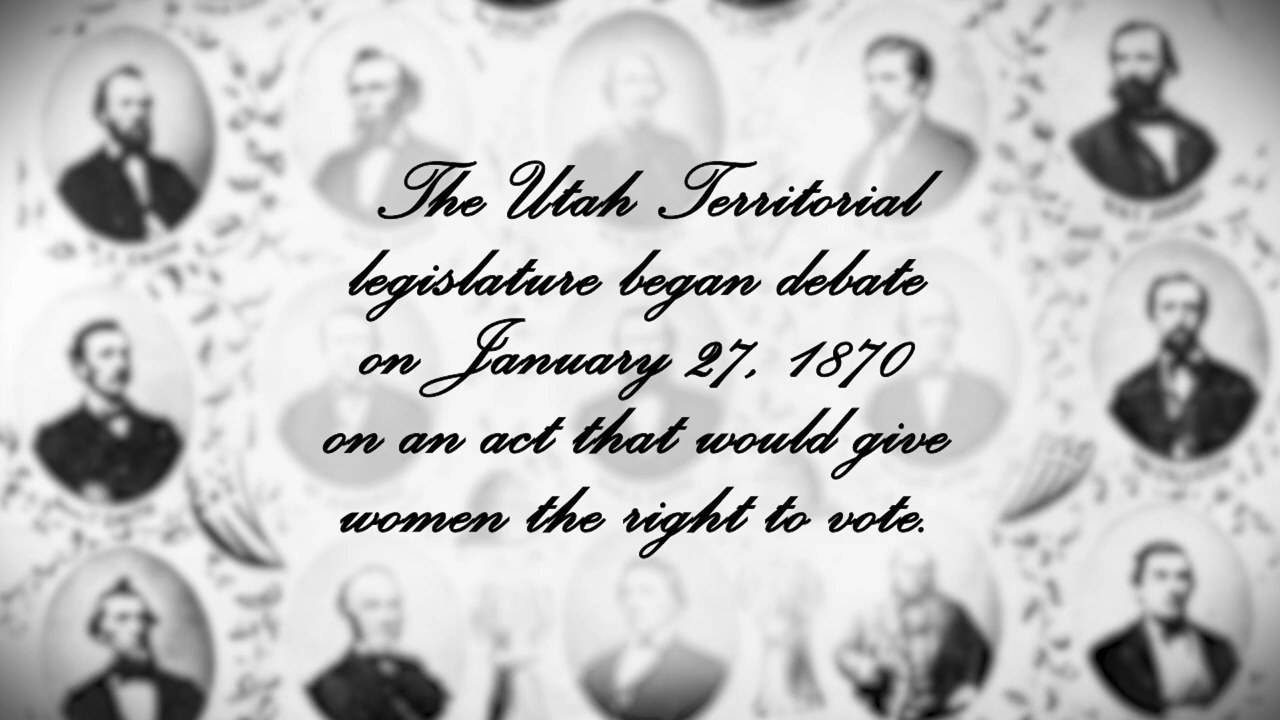 The Utah Territorial
legislature began debate
on January 27, 1870
on an act that would give
women the right to vote.